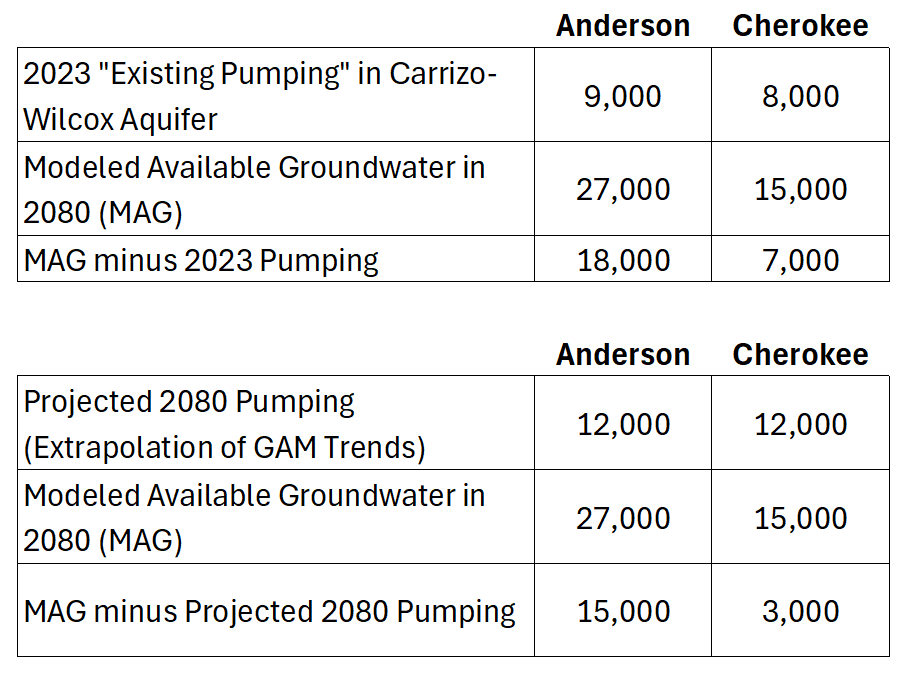 Anderson Cherokee
2023 "Existing Pumping" in Carrizo-
Wilcox Aquifer
9,000 8,000
Modeled Available Groundwater in
2080 (MAG)
27,000 15,000
MAG minus 2023 Pumping 18,000 7,000
Anderson Cherokee
Projected 2080 Pumping
(Extrapolation of GAM Trends)
12,000 12,000
Modeled Available Groundwater in
2080 (MAG)
27,000 15,000
MAG minus Projected 2080 Pumping 15,000 3,000